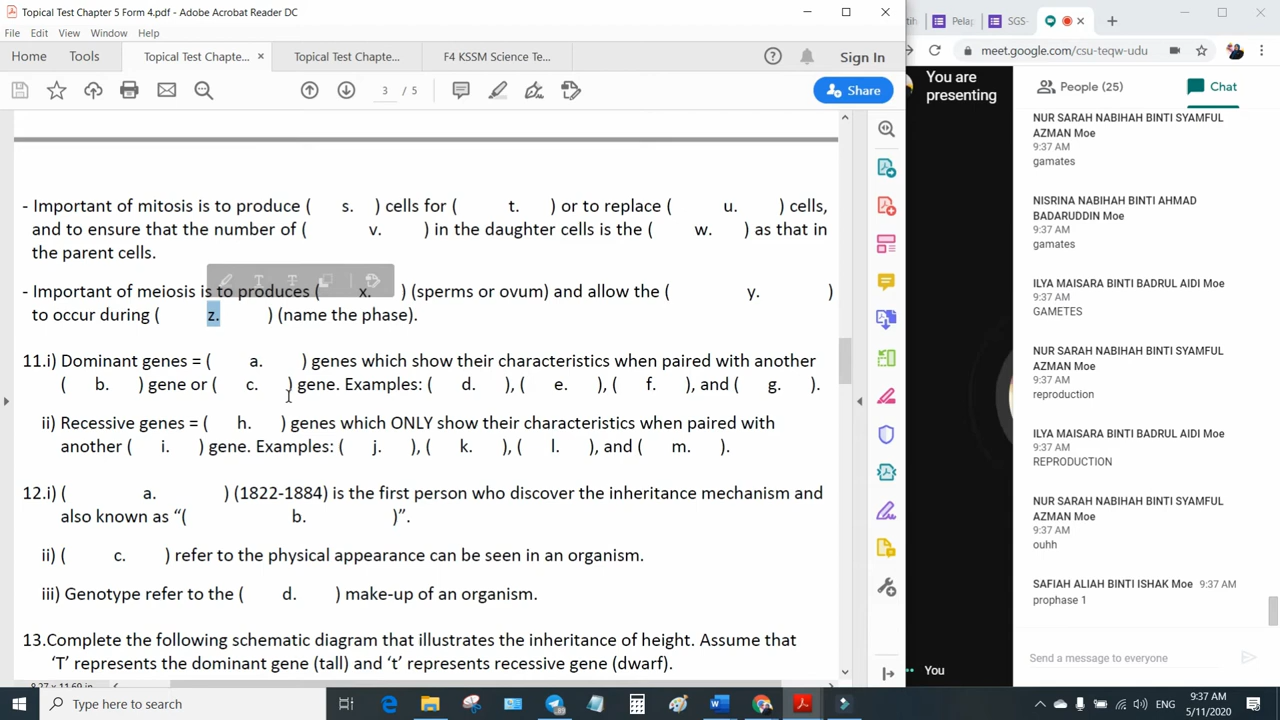 Topical Test Chapter 5 Form 4.pdf - Adobe Acrobat Reader DC
File Edit View Window Help
Home Tools Topical Test Chapte... × Topical Test Chapte... F4 KSSM Science Te... Sign In
3 / 5 Share
- Important of mitosis is to produce ( s. ) cells for ( t. ) or to replace ( u. ) cells,
and to ensure that the number of ( v. ) in the daughter cells is the ( w. ) as that in
the parent cells.
- Important of meiosis is to produces ( x. ) (sperms or ovum) and allow the ( y. )
to occur during ( z. ) (name the phase).
11.i) Dominant genes = ( a. ) genes which show their characteristics when paired with another
( b. ) gene or ( c. ) gene. Examples: ( d. ), ( e. ), ( f. ), and ( g. ).
ii) Recessive genes = ( h. ) genes which ONLY show their characteristics when paired with
another ( i. ) gene. Examples: ( j. ), ( k. ), ( l. ), and ( m. ).
12.i) ( a. ) (1822-1884) is the first person who discover the inheritance mechanism and
also known as “( b. )”.
ii) ( c. ) refer to the physical appearance can be seen in an organism.
iii) Genotype refer to the ( d. ) make-up of an organism.
13.Complete the following schematic diagram that illustrates the inheritance of height. Assume that
‘T’ represents the dominant gene (tall) and ‘t’ represents recessive gene (dwarf).
8.27 x 11.69 in
Pelap
SGS-
meet.google.com/csu-teqw-udu
You are
presenting
People (25) Chat
NUR SARAH NABIHAH BINTI SYAMFUL
AZMAN Moe
9:37 AM
gamates
NISRINA NABIHAH BINTI AHMAD
BADARUDDIN Moe
9:37 AM
gamates
ILYA MAISARA BINTI BADRUL AIDI Moe
9:37 AM
GAMETES
NUR SARAH NABIHAH BINTI SYAMFUL
AZMAN Moe
9:37 AM
reproduction
ILYA MAISARA BINTI BADRUL AIDI Moe
9:37 AM
REPRODUCTION
NUR SARAH NABIHAH BINTI SYAMFUL
AZMAN Moe
9:37 AM
ouhh
SAFIAH ALIAH BINTI ISHAK Moe 9:37 AM
prophase 1
Send a message to everyone
You
Type here to search
ENG
9:37 AM
5/11/2020